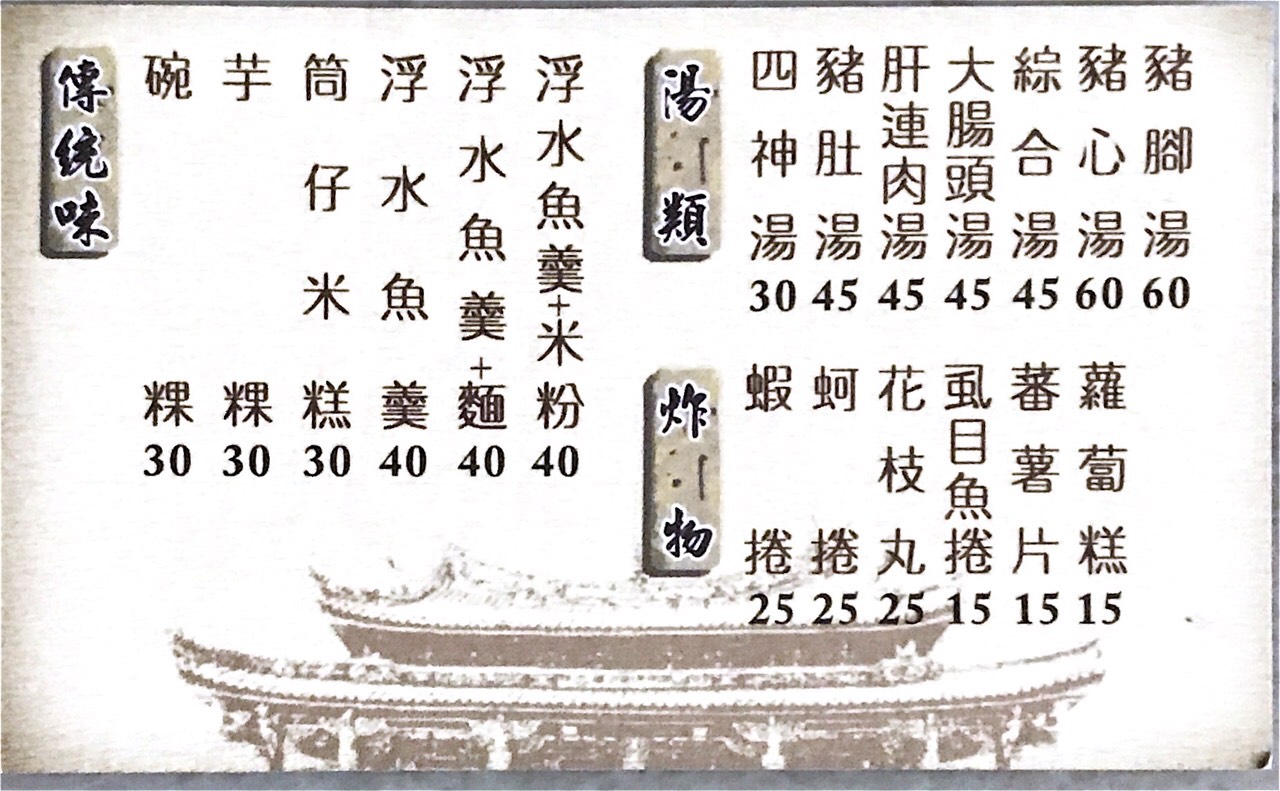 傳統味
碗粿 30
芋粿 30
筒仔米糕 30
浮水魚羹 40
浮水魚羹+麵 40
浮水魚羹+米粉 40
湯類
四神湯 30
豬肚湯 45
肝連肉湯 45
大腸頭湯 45
綜合湯 45
豬心湯 60
豬腳湯 60
炸物
蝦捲 25
蚵捲 25
花枝丸 25
虱目魚捲 15
蕃薯片 15
蘿蔔糕 15